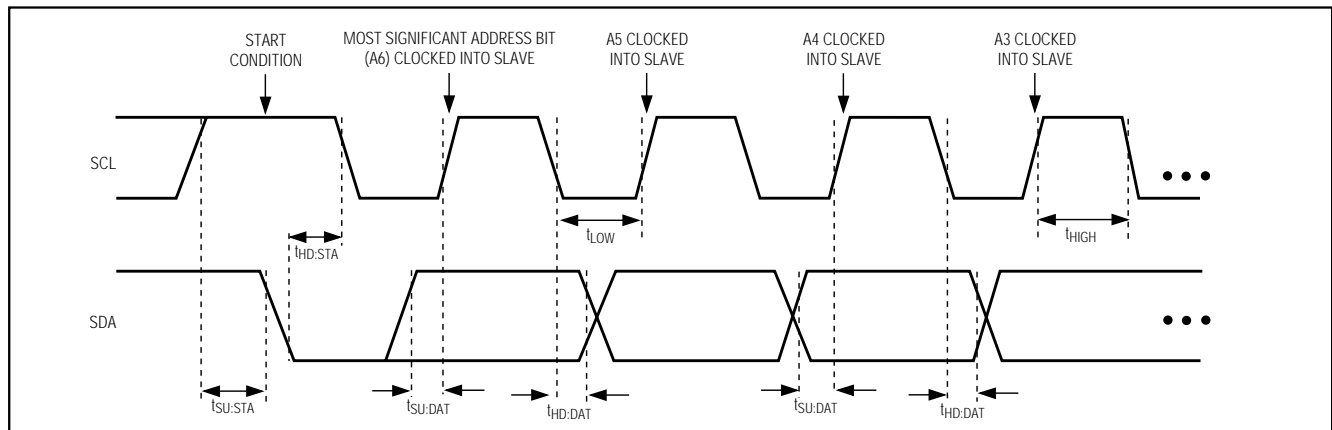 START
CONDITION
MOST SIGNIFICANT ADDRESS BIT
(A6) CLOCKED INTO SLAVE
A5 CLOCKED
INTO SLAVE
A4 CLOCKED
INTO SLAVE
A3 CLOCKED
INTO SLAVE
SCL
tHD:STA
tLOW
tHIGH
SDA
tSU:STA
tSU:DAT
tHD:DAT
tSU:DAT
tHD:DAT